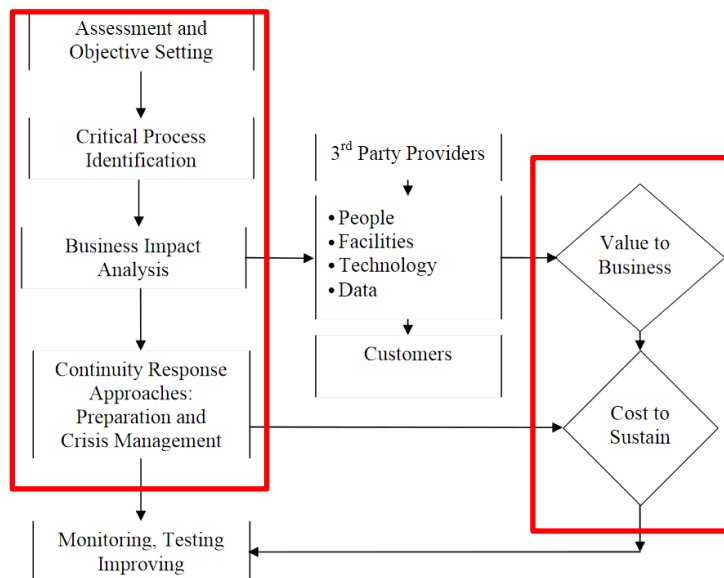 Assessment and
Objective Setting
Critical Process
Identification
Business Impact
Analysis
Continuity Response
Approaches:
Preparation and
Crisis Management
Monitoring, Testing
Improving
3rd Party Providers
• People
• Facilities
• Technology
• Data
Customers
Value to
Business
Cost to
Sustain